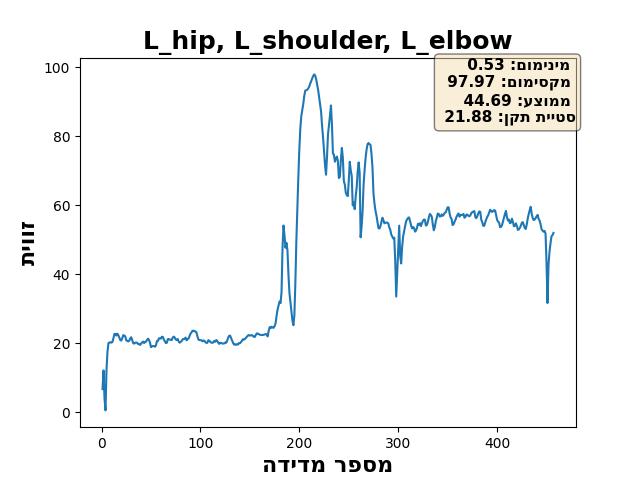 L_hip, L_shoulder, L_elbow
מינימום: 0.53
מקסימום: 97.97
ממוצע: 44.69
סטיית תקן: 21.88
100
80
60
40
20
0
זווית
0 100 200 300 400
מספר מדידה